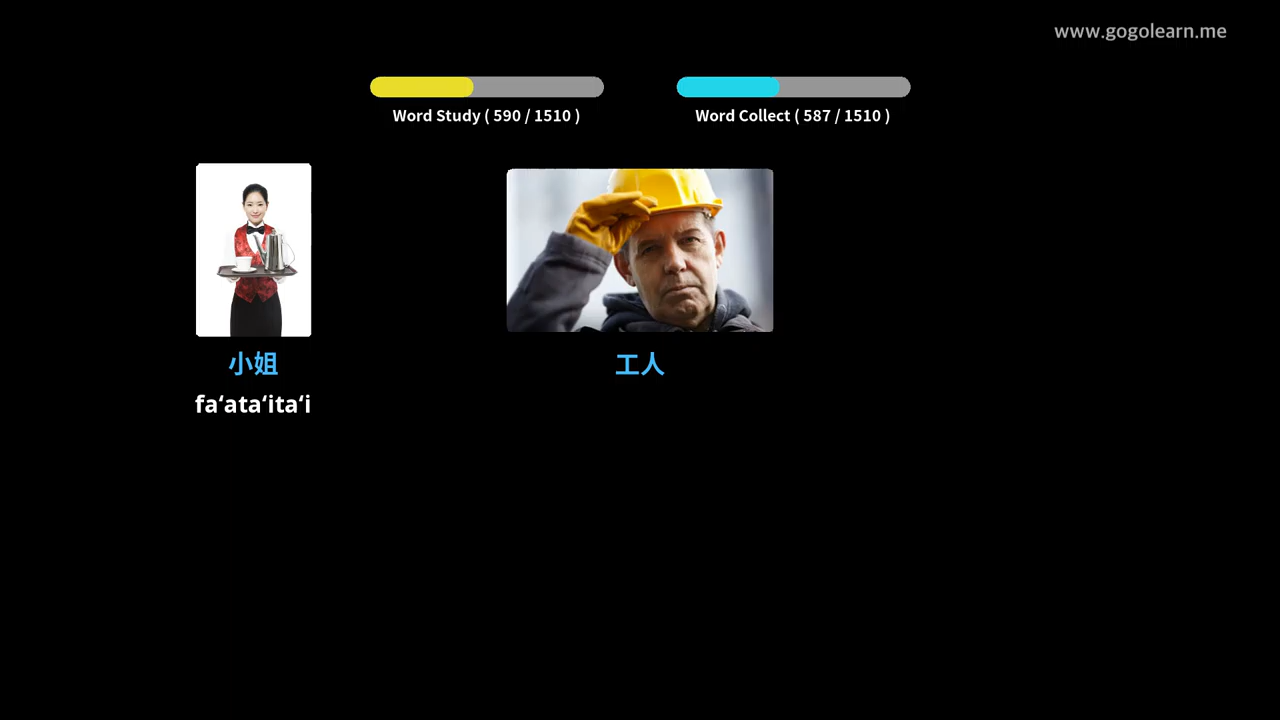 www.gogolearn.me
Word Study ( 590 / 1510 )
Word Collect ( 587 / 1510 )
小姐
工人
fa‘ata‘ita‘i